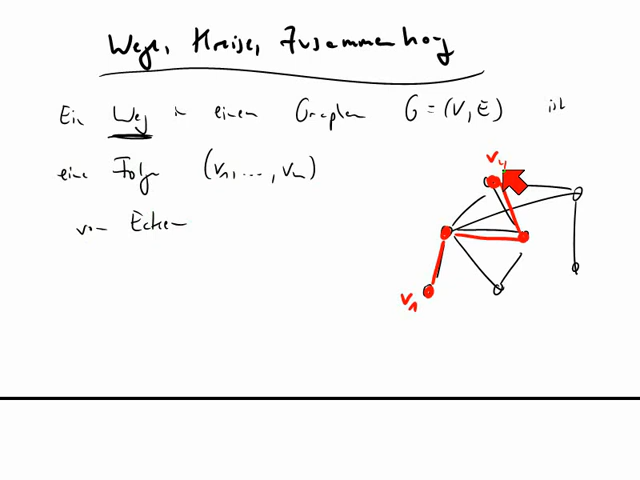 Wege, Kreise, Zusammenhang
Ein Weg in einem Graphen G = (V, E) ist
eine Folge (v₁, ..., vₙ)
von Ecken
v₄
v₁